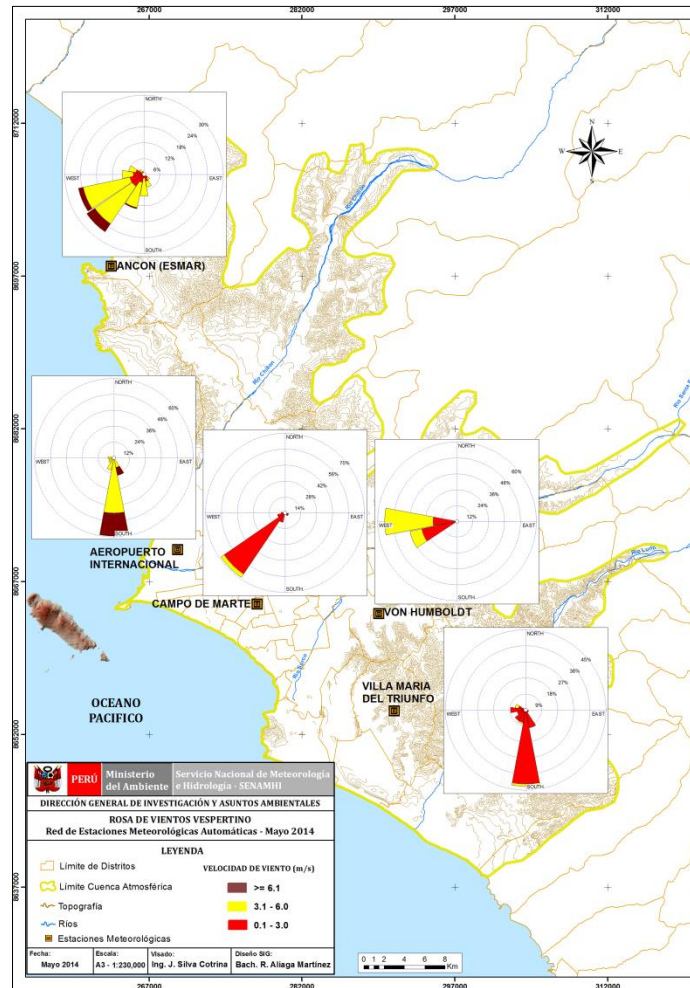 267000 282000 297000 312000
8712000
8697000
8682000
8667000
8652000
8637000
N
W E
S
NORTH
30%
24%
18%
12%
6%
WEST EAST
SOUTH
ANCON (ESMAR)
Río Chillón
Río Chillón
NORTH
60%
48%
36%
24%
12%
WEST EAST
SOUTH
AEROPUERTO
INTERNACIONAL
NORTH
70%
56%
42%
28%
14%
WEST EAST
SOUTH
CAMPO DE MARTE
NORTH
60%
48%
36%
24%
12%
WEST EAST
SOUTH
VON HUMBOLDT
Río Lurín
NORTH
45%
36%
27%
18%
9%
WEST EAST
SOUTH
VILLA MARIA
DEL TRIUNFO
OCEANO
PACIFICO
PERÚ Ministerio del Ambiente Servicio Nacional de Meteorología e Hidrología - SENAMHI
DIRECCIÓN GENERAL DE INVESTIGACIÓN Y ASUNTOS AMBIENTALES
ROSA DE VIENTOS VESPERTINO
Red de Estaciones Meteorológicas Automáticas - Mayo 2014
LEYENDA
Límite de Distritos
Límite Cuenca Atmosférica
Topografía
Ríos
Estaciones Meteorológicas
VELOCIDAD DE VIENTO (m/s)
>= 6.1
3.1 - 6.0
0.1 - 3.0
Fecha: Escala: Visado: Diseño SIG:
Mayo 2014 A3 - 1:230,000 Ing. J. Silva Cotrina Bach. R. Aliaga Martínez
0 1 2 4 6 8
Km
267000 282000 297000 312000